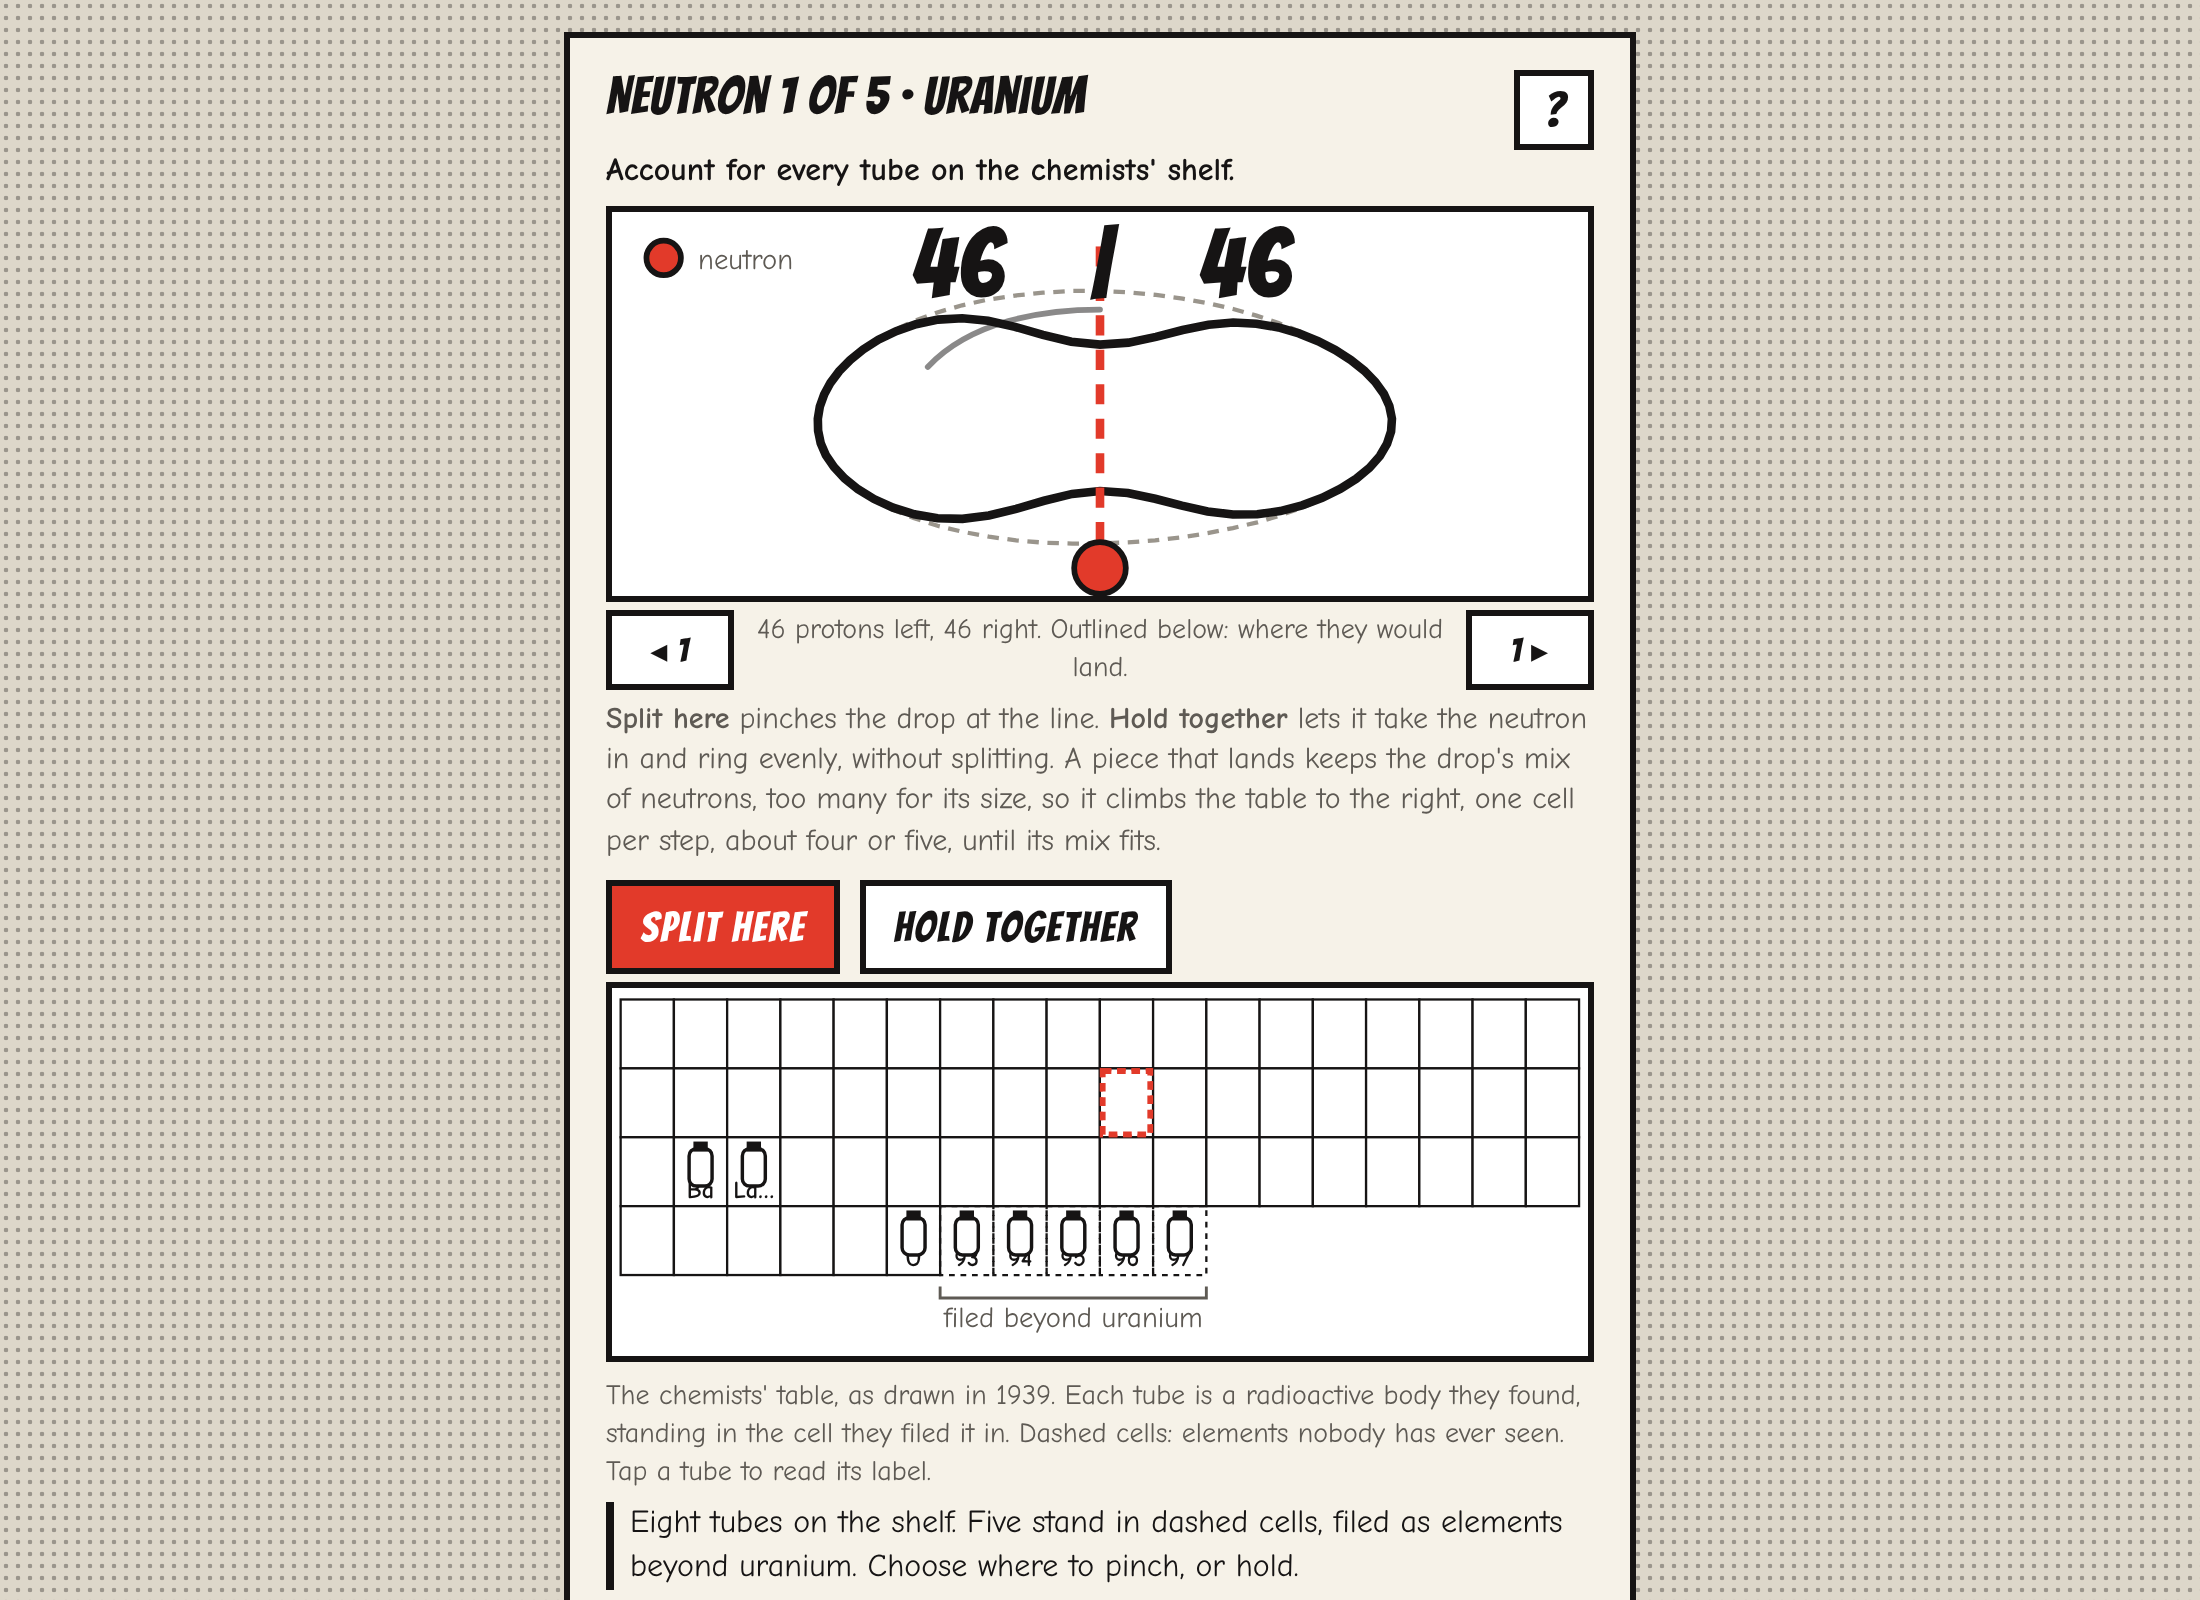 NEUTRON 1 OF 5 · URANIUM
?
Account for every tube on the chemists' shelf.
neutron
46 / 46
◂ 1
46 protons left, 46 right. Outlined below: where they would
land.
1 ▸
Split here pinches the drop at the line. Hold together lets it take the neutron
in and ring evenly, without splitting. A piece that lands keeps the drop's mix
of neutrons, too many for its size, so it climbs the table to the right, one cell
per step, about four or five, until its mix fits.
SPLIT HERE
HOLD TOGETHER
Ba La...
U 93 94 95 96 97
filed beyond uranium
The chemists' table, as drawn in 1939. Each tube is a radioactive body they found,
standing in the cell they filed it in. Dashed cells: elements nobody has ever seen.
Tap a tube to read its label.
Eight tubes on the shelf. Five stand in dashed cells, filed as elements
beyond uranium. Choose where to pinch, or hold.